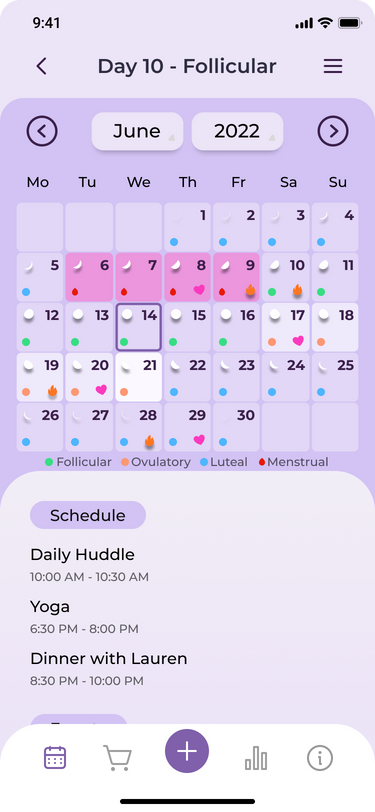 9:41
Day 10 - Follicular
June 2022
Mo Tu We Th Fr Sa Su
1 2 3 4
5 6 7 8 9 10 11
12 13 14 15 16 17 18
19 20 21 22 23 24 25
26 27 28 29 30
Follicular Ovulatory Luteal Menstrual
Schedule
Daily Huddle
10:00 AM - 10:30 AM
Yoga
6:30 PM - 8:00 PM
Dinner with Lauren
8:30 PM - 10:00 PM